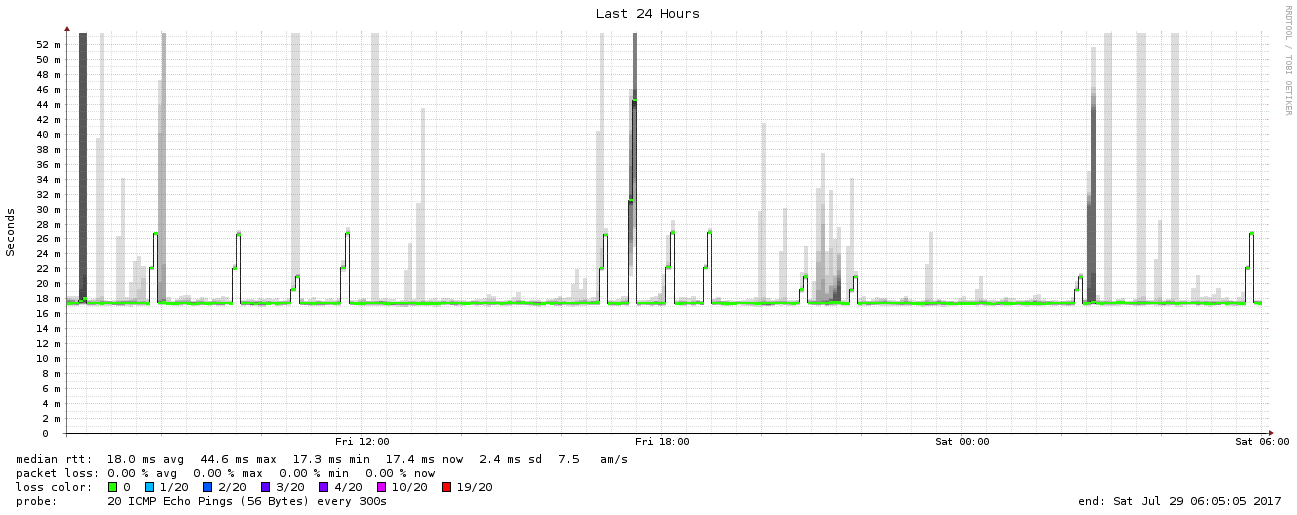 Last 24 Hours
RRDTOOL / TOBI OETIKER
Seconds
52 m
50 m
48 m
46 m
44 m
42 m
40 m
38 m
36 m
34 m
32 m
30 m
28 m
26 m
24 m
22 m
20 m
18 m
16 m
14 m
12 m
10 m
8 m
6 m
4 m
2 m
0
Fri 12:00 Fri 18:00 Sat 00:00 Sat 06:00
median rtt: 18.0 ms avg 44.6 ms max 17.3 ms min 17.4 ms now 2.4 ms sd 7.5 am/s
packet loss: 0.00 % avg 0.00 % max 0.00 % min 0.00 % now
loss color: 0 1/20 2/20 3/20 4/20 10/20 19/20
probe: 20 ICMP Echo Pings (56 Bytes) every 300s end: Sat Jul 29 06:05:05 2017